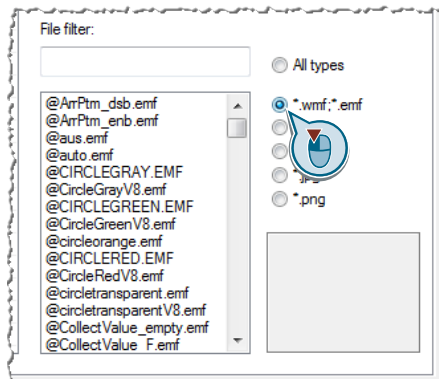 File filter:
All types
@ArrPtm_dsb.emf
@ArrPtm_enb.emf
@aus.emf
@auto.emf
@CIRCLEGRAY.EMF
@CircleGrayV8.emf
@CIRCLEGREEN.EMF
@CircleGreenV8.emf
@circleorange.emf
@CIRCLERED.EMF
@CircleRedV8.emf
@circletransparent.emf
@circletransparentV8.emf
@CollectValue_empty.emf
@CollectValue_F.emf
*.wmf;*.emf
*.png